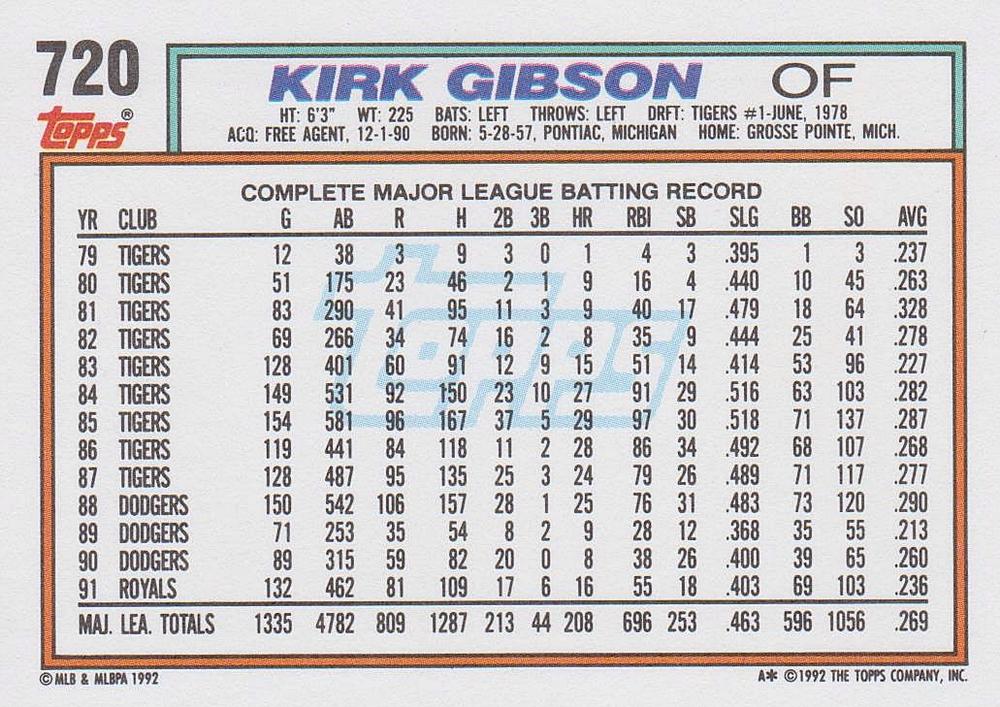 720
Topps®
KIRK GIBSON OF
HT: 6'3" WT: 225 BATS: LEFT THROWS: LEFT DRFT: TIGERS #1-JUNE, 1978
ACQ: FREE AGENT, 12-1-90 BORN: 5-28-57, PONTIAC, MICHIGAN HOME: GROSSE POINTE, MICH.
COMPLETE MAJOR LEAGUE BATTING RECORD
YR CLUB G AB R H 2B 3B HR RBI SB SLG BB SO AVG
79 TIGERS 12 38 3 9 3 0 1 4 3 .395 1 3 .237
80 TIGERS 51 175 23 46 2 1 9 16 4 .440 10 45 .263
81 TIGERS 83 290 41 95 11 3 9 40 17 .479 18 64 .328
82 TIGERS 69 266 34 74 16 2 8 35 9 .444 25 41 .278
83 TIGERS 128 401 60 91 12 9 15 51 14 .414 53 96 .227
84 TIGERS 149 531 92 150 23 10 27 91 29 .516 63 103 .282
85 TIGERS 154 581 96 167 37 5 29 97 30 .518 71 137 .287
86 TIGERS 119 441 84 118 11 2 28 86 34 .492 68 107 .268
87 TIGERS 128 487 95 135 25 3 24 79 26 .489 71 117 .277
88 DODGERS 150 542 106 157 28 1 25 76 31 .483 73 120 .290
89 DODGERS 71 253 35 54 8 2 9 28 12 .368 35 55 .213
90 DODGERS 89 315 59 82 20 0 8 38 26 .400 39 65 .260
91 ROYALS 132 462 81 109 17 6 16 55 18 .403 69 103 .236
MAJ. LEA. TOTALS 1335 4782 809 1287 213 44 208 696 253 .463 596 1056 .269
Topps
©MLB & MLBPA 1992
A* ©1992 THE TOPPS COMPANY, INC.